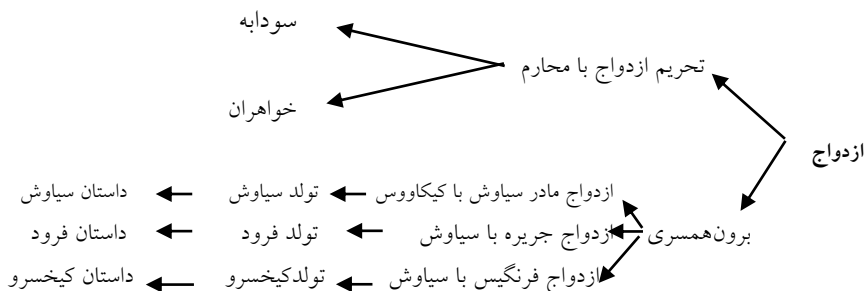 سودابه
تحریم ازدواج با محارم
خواهران
ازدواج
ازدواج مادر سیاوش با کیکاووس تولد سیاوش داستان سیاوش
برون‌همسری ازدواج جریره با سیاوش تولد فرود داستان فرود
ازدواج فرنگیس با سیاوش تولدکیخسرو داستان کیخسرو